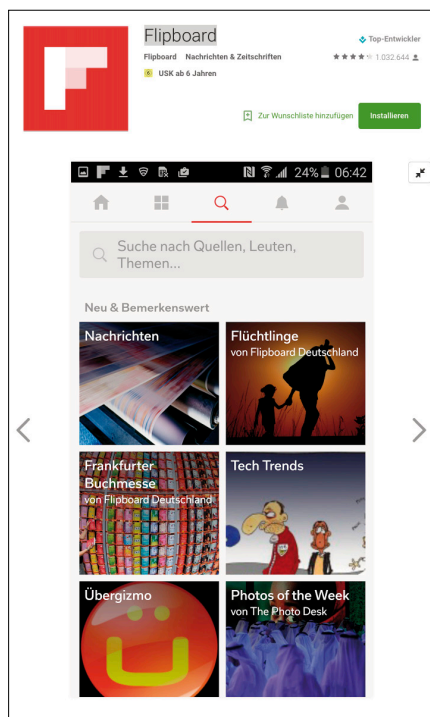 Flipboard
Top-Entwickler
Flipboard Nachrichten & Zeitschriften
1.032.644
6 USK ab 6 Jahren
Zur Wunschliste hinzufügen
Installieren
24% 06:42
Suche nach Quellen, Leuten,
Themen...
Neu & Bemerkenswert
Nachrichten
Flüchtlinge
von Flipboard Deutschland
Frankfurter
Buchmesse
von Flipboard Deutschland
Tech Trends
Übergizmo
Photos of the Week
von The Photo Desk